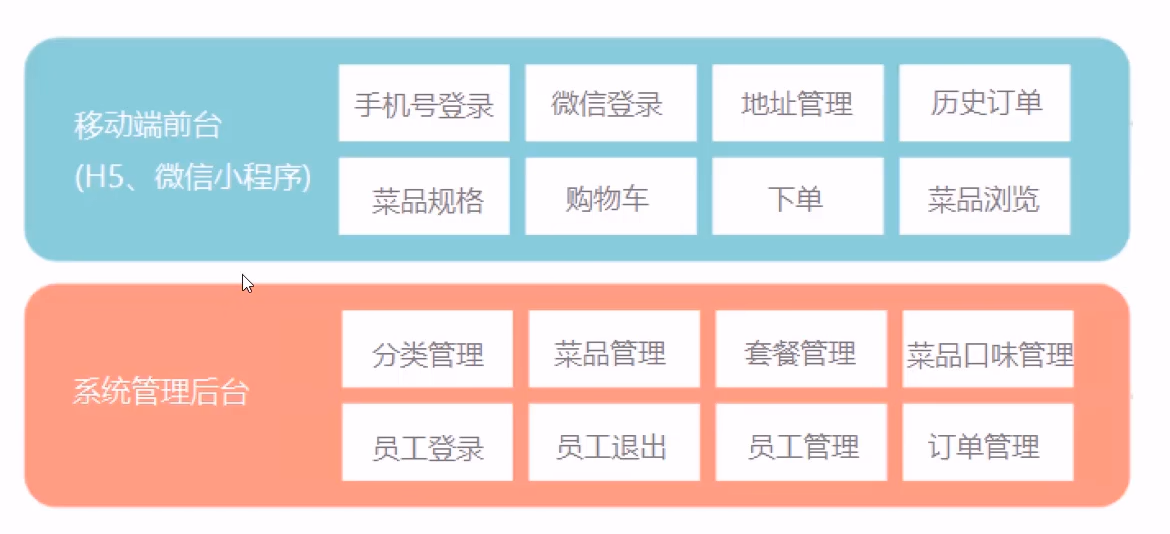 移动端前台
(H5、微信小程序)
手机号登录
微信登录
地址管理
历史订单
菜品规格
购物车
下单
菜品浏览
系统管理后台
分类管理
菜品管理
套餐管理
菜品口味管理
员工登录
员工退出
员工管理
订单管理